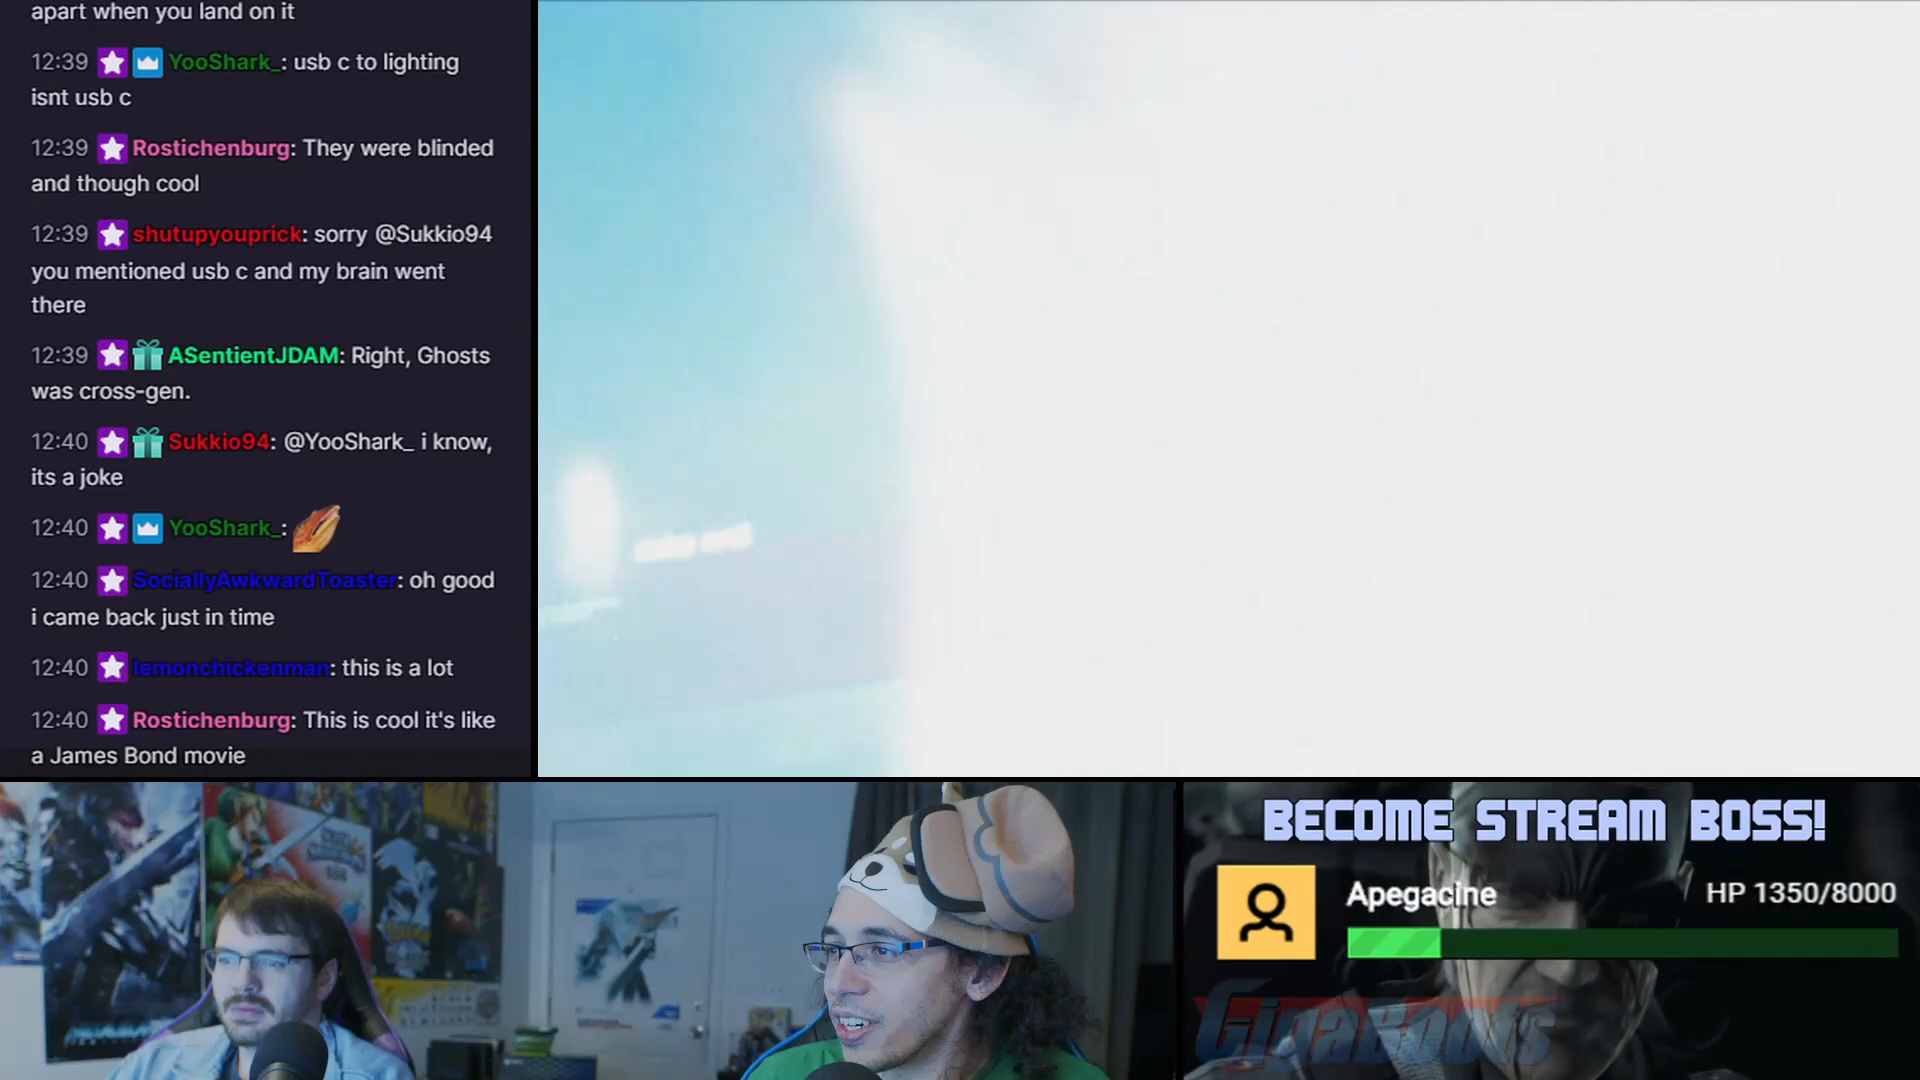 apart when you land on it
12:39 YooShark_: usb c to lighting
isnt usb c
12:39 Rostichenburg: They were blinded
and though cool
12:39 shutupyouprick: sorry @Sukkio94
you mentioned usb c and my brain went
there
12:39 ASentientJDAM: Right, Ghosts
was cross-gen.
12:40 Sukkio94: @YooShark_ i know,
its a joke
12:40 YooShark_:
12:40 SociallyAwkwardToaster: oh good
i came back just in time
12:40 lemonchickenman: this is a lot
12:40 Rostichenburg: This is cool it's like
a James Bond movie
BECOME STREAM BOSS!
Apegacine
HP 1350/8000
GigaBoots